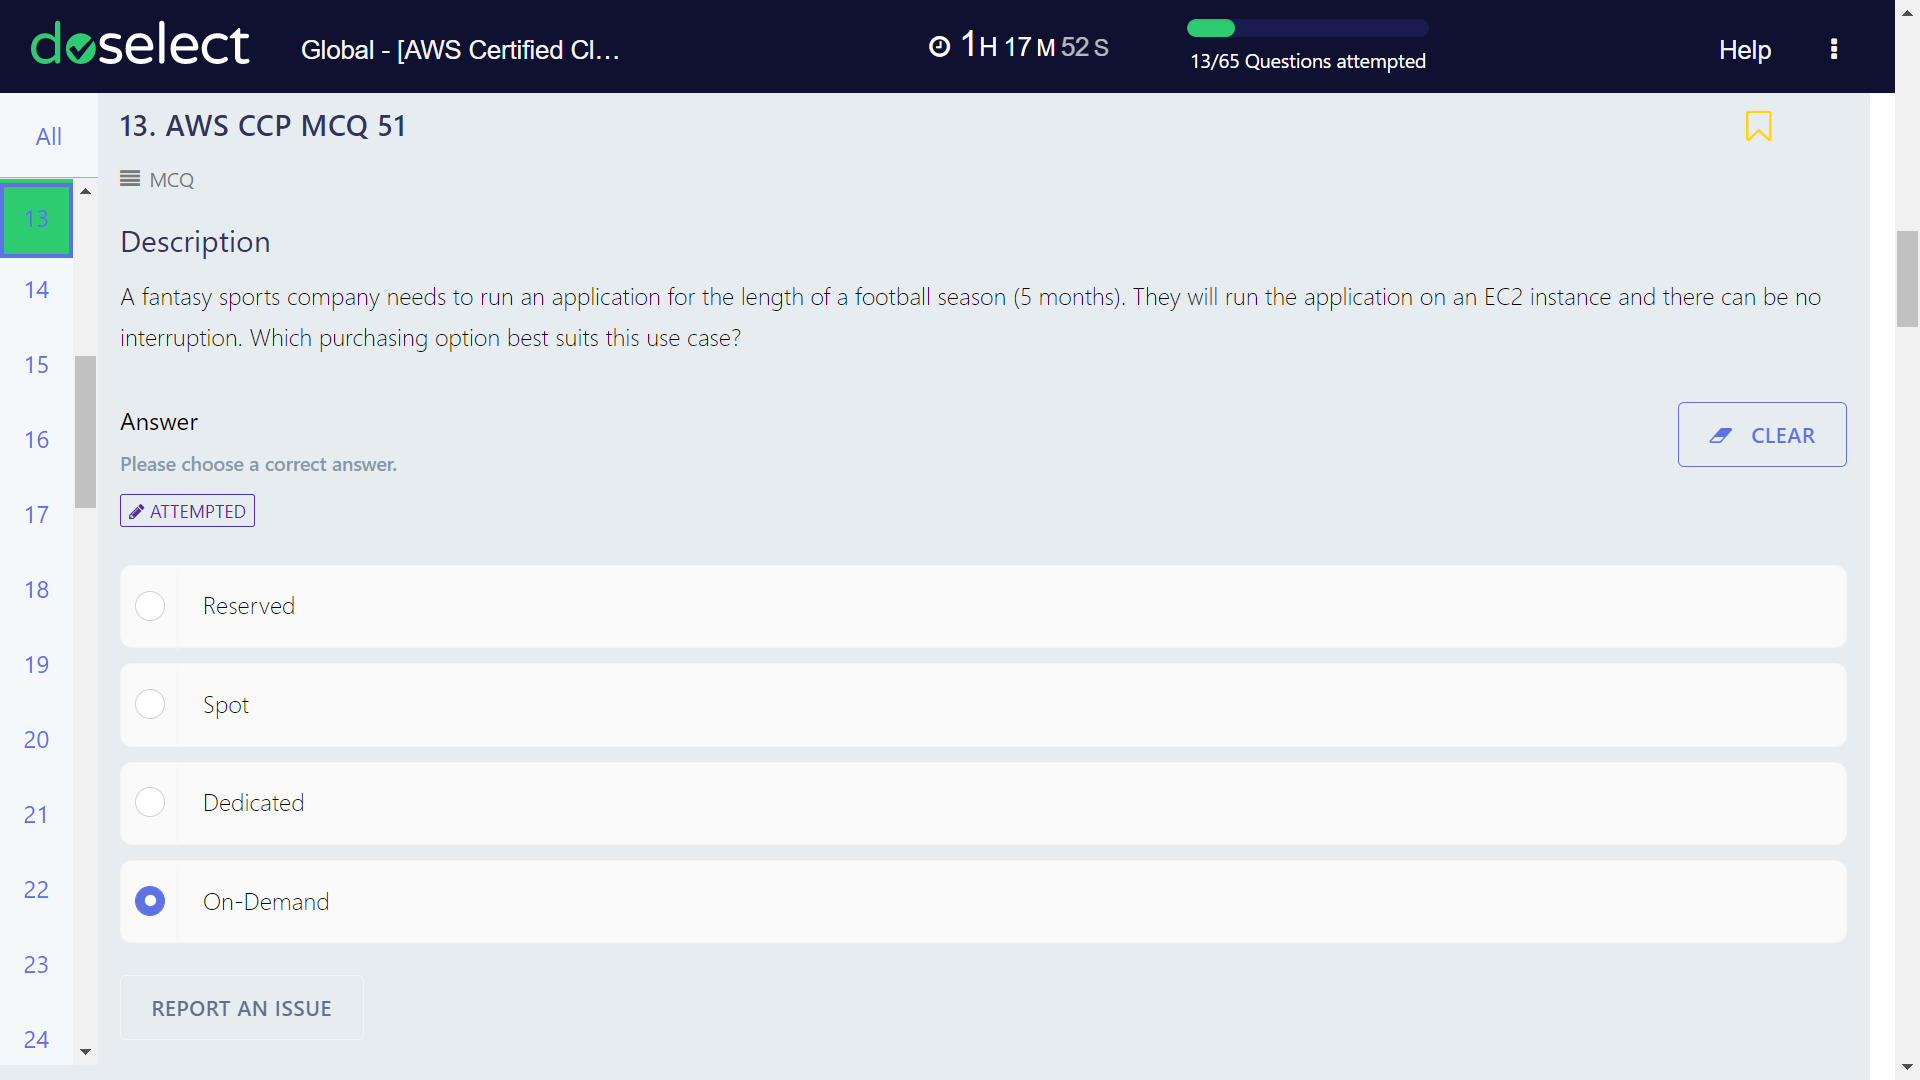 doselect
Global - [AWS Certified Cl...
1H 17 M 52 S
13/65 Questions attempted
Help
All
13
14
15
16
17
18
19
20
21
22
23
24
13. AWS CCP MCQ 51
MCQ
Description
A fantasy sports company needs to run an application for the length of a football season (5 months). They will run the application on an EC2 instance and there can be no
interruption. Which purchasing option best suits this use case?
Answer
Please choose a correct answer.
CLEAR
ATTEMPTED
Reserved
Spot
Dedicated
On-Demand
REPORT AN ISSUE